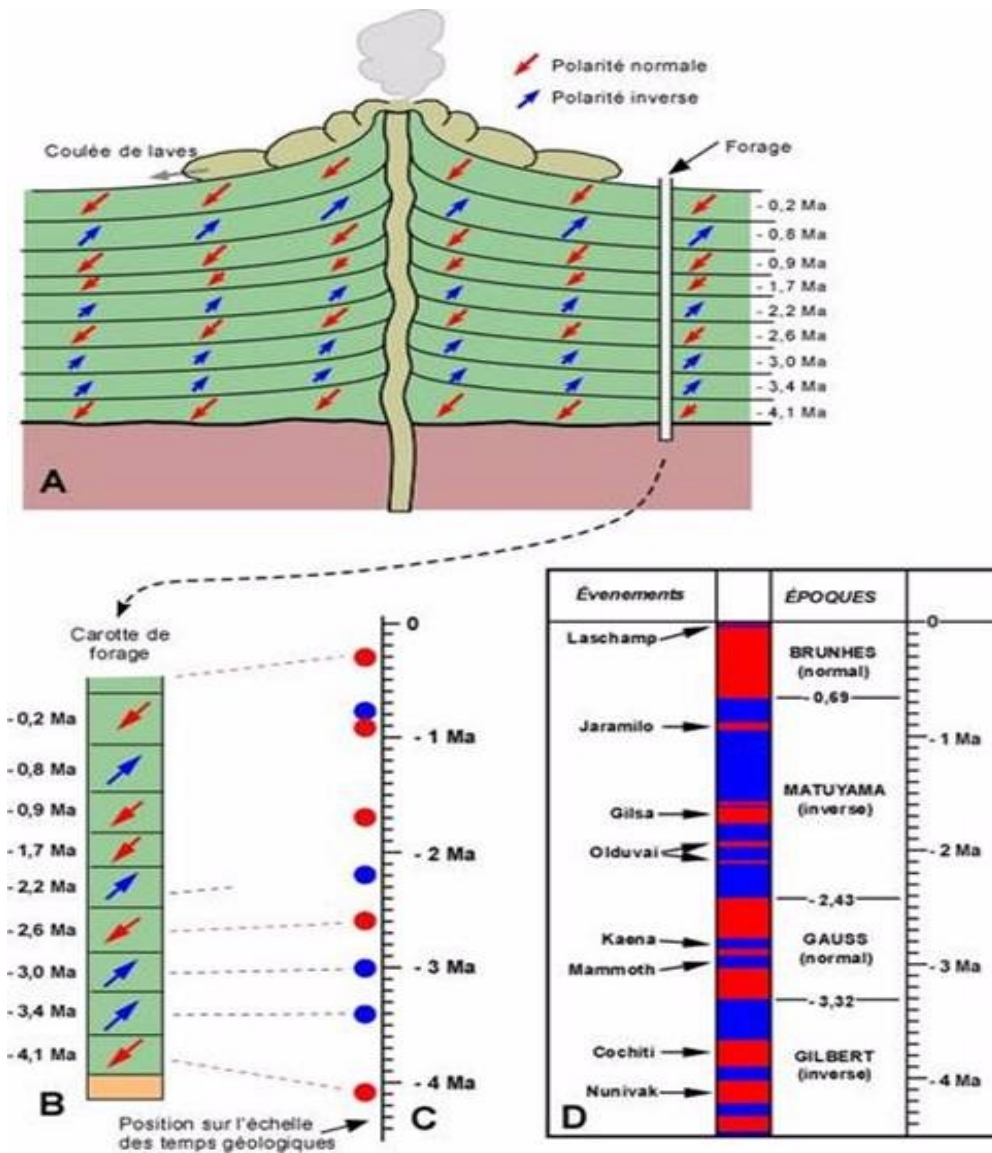 Polarité normale
Polarité inverse
Coulée de laves
Forage
- 0,2 Ma
- 0,8 Ma
- 0,9 Ma
- 1,7 Ma
- 2,2 Ma
- 2,6 Ma
- 3,0 Ma
- 3,4 Ma
- 4,1 Ma
A
Carotte de
forage
- 0,2 Ma
- 0,8 Ma
- 0,9 Ma
- 1,7 Ma
- 2,2 Ma
- 2,6 Ma
- 3,0 Ma
- 3,4 Ma
- 4,1 Ma
B
0
- 1 Ma
- 2 Ma
- 3 Ma
- 4 Ma
Position sur l'échelle
des temps géologiques
C
Évenements
ÉPOQUES
Laschamp
Jaramilo
Gilsa
Olduvai
Kaena
Mammoth
Cochiti
Nunivak
BRUNHES
(normal)
- 0,69
MATUYAMA
(inverse)
- 2,43
GAUSS
(normal)
- 3,32
GILBERT
(inverse)
0
- 1 Ma
- 2 Ma
- 3 Ma
- 4 Ma
D